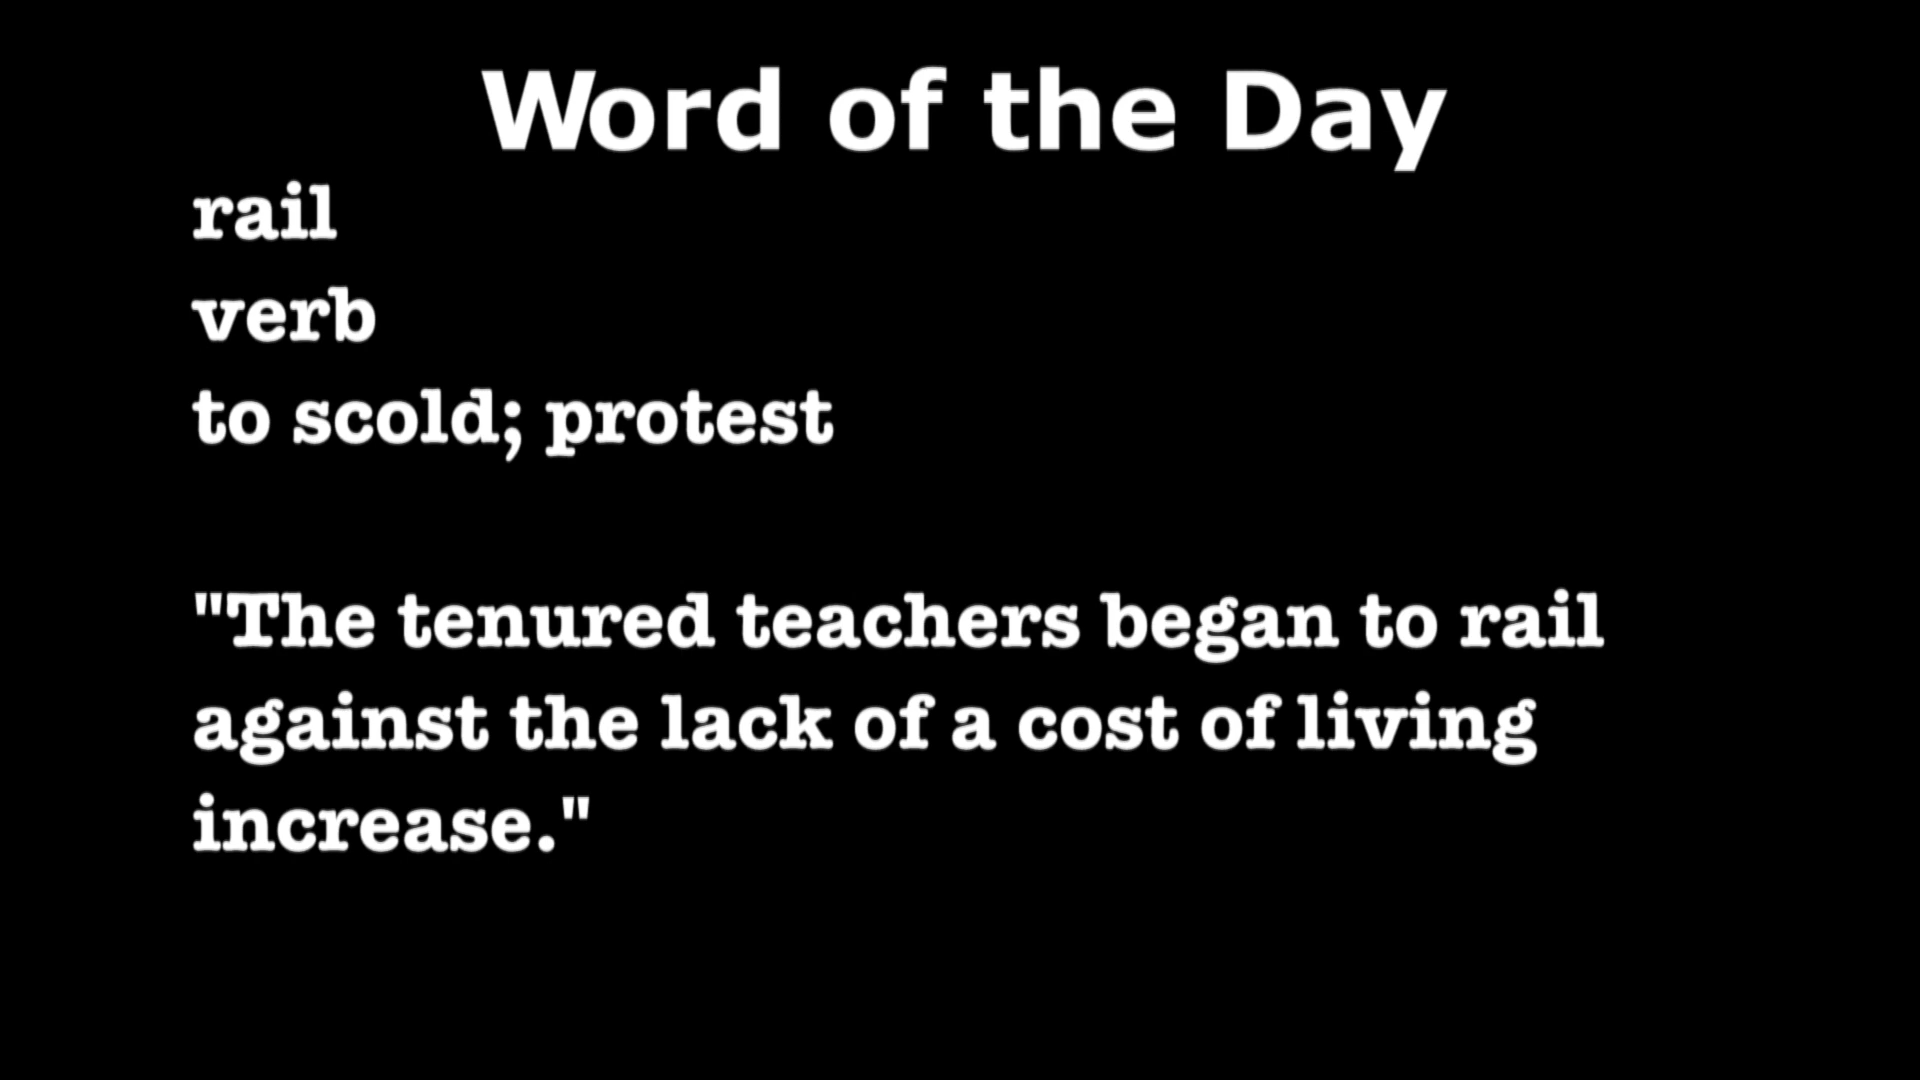 Word of the Day
rail
verb
to scold; protest
"The tenured teachers began to rail
against the lack of a cost of living
increase."